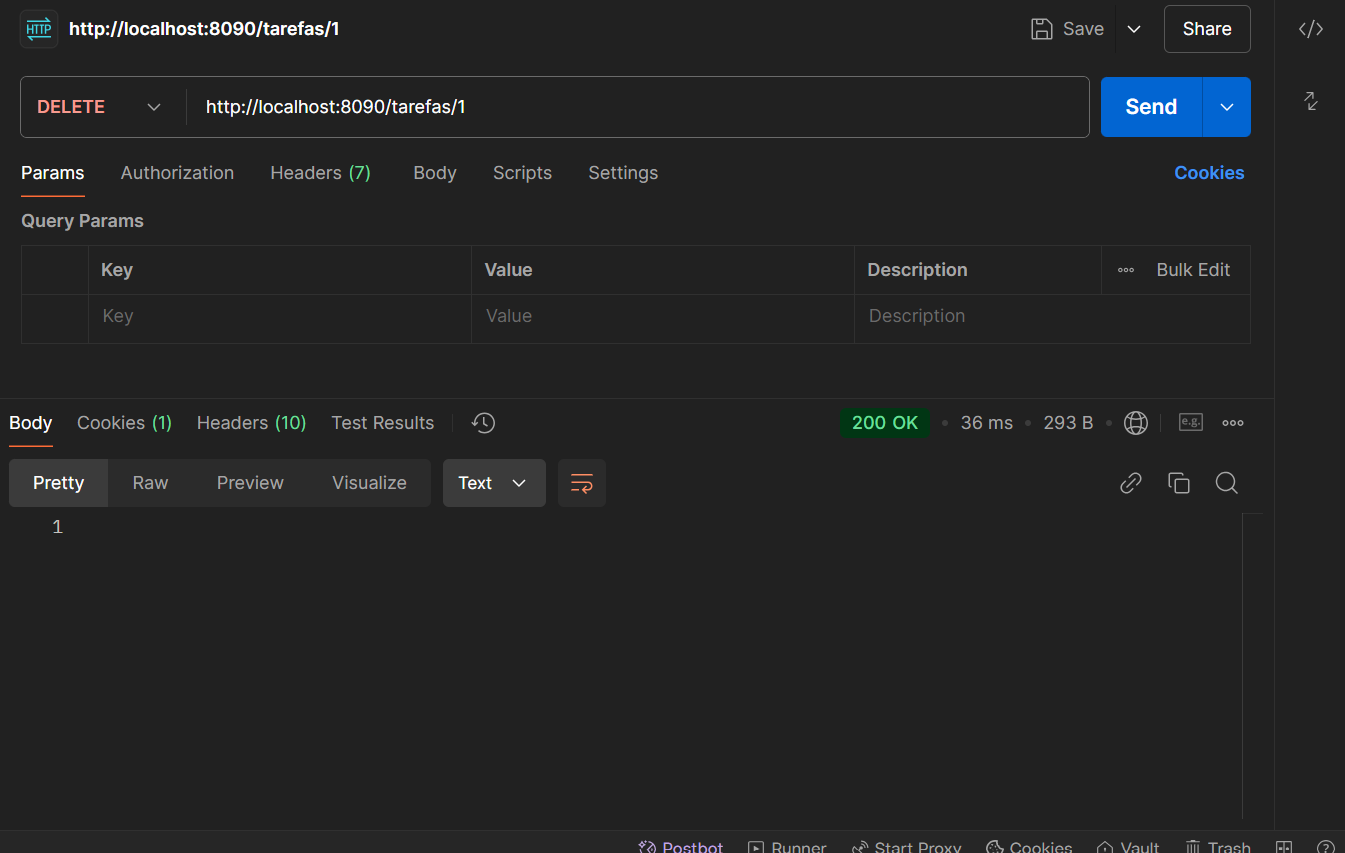 HTTP http://localhost:8090/tarefas/1 Save Share
DELETE http://localhost:8090/tarefas/1 Send
Params Authorization Headers (7) Body Scripts Settings Cookies
Query Params
Key Value Description Bulk Edit
Key Value Description
Body Cookies (1) Headers (10) Test Results 200 OK • 36 ms • 293 B • e.g.
Pretty Raw Preview Visualize Text
1
Postbot Runner Start Proxy Cookies Vault Trash